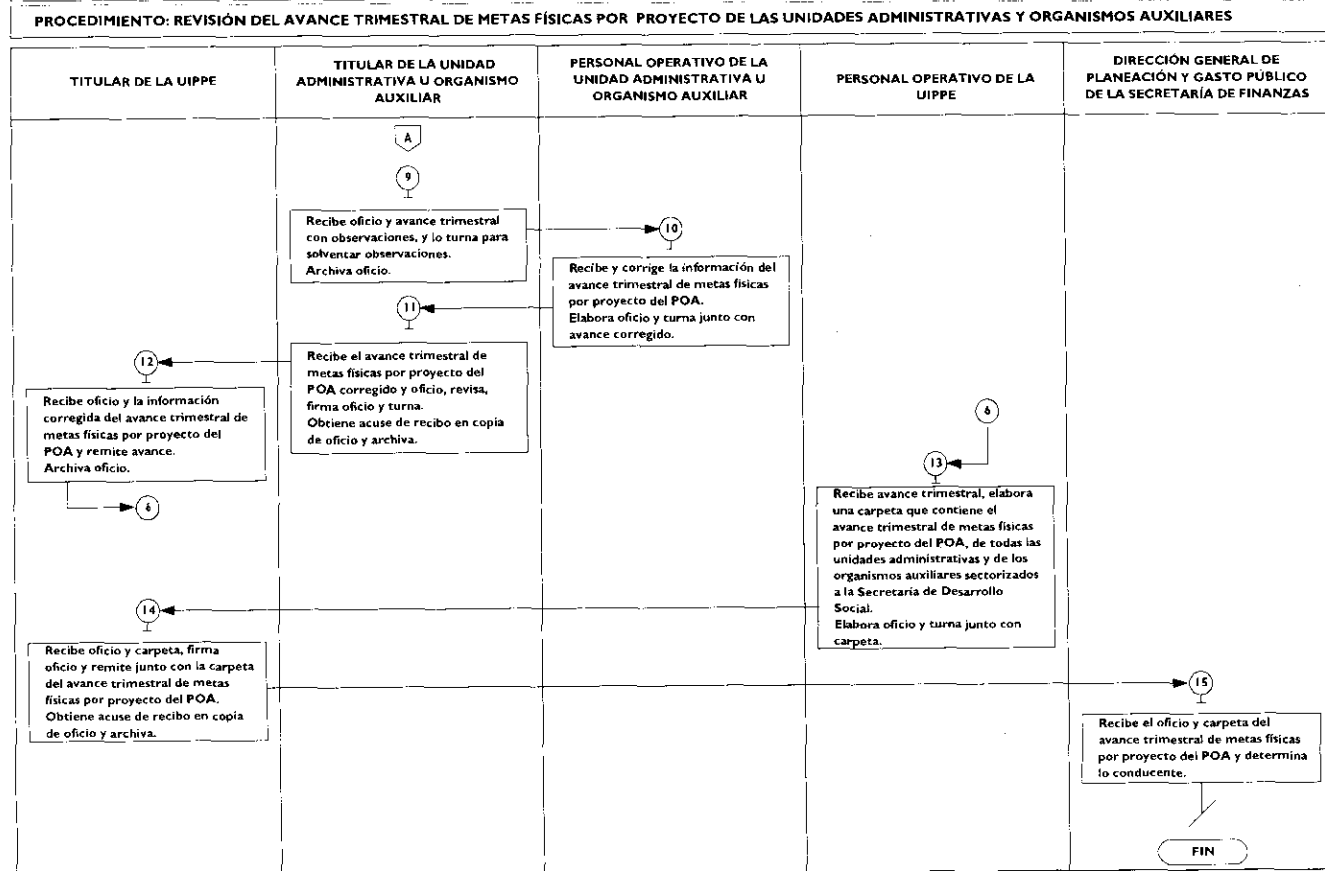 PROCEDIMIENTO: REVISIÓN DEL AVANCE TRIMESTRAL DE METAS FÍSICAS POR PROYECTO DE LAS UNIDADES ADMINISTRATIVAS Y ORGANISMOS AUXILIARES
TITULAR DE LA UIPPE
TITULAR DE LA UNIDAD
ADMINISTRATIVA U ORGANISMO
AUXILIAR
PERSONAL OPERATIVO DE LA
UNIDAD ADMINISTRATIVA U
ORGANISMO AUXILIAR
PERSONAL OPERATIVO DE LA
UIPPE
DIRECCIÓN GENERAL DE
PLANEACIÓN Y GASTO PÚBLICO
DE LA SECRETARÍA DE FINANZAS
A
9
Recibe oficio y avance trimestral
con observaciones, y lo turna para
solventar observaciones.
Archiva oficio.
10
Recibe y corrige la información del
avance trimestral de metas físicas
por proyecto del POA.
Elabora oficio y turna junto con
avance corregido.
11
Recibe el avance trimestral de
metas físicas por proyecto del
POA corregido y oficio, revisa,
firma oficio y turna.
Obtiene acuse de recibo en copia
de oficio y archiva.
12
Recibe oficio y la información
corregida del avance trimestral de
metas físicas por proyecto del
POA y remite avance.
Archiva oficio.
6
6
13
Recibe avance trimestral, elabora
una carpeta que contiene el
avance trimestral de metas físicas
por proyecto del POA, de todas las
unidades administrativas y de los
organismos auxiliares sectorizados
a la Secretaría de Desarrollo
Social.
Elabora oficio y turna junto con
carpeta.
14
Recibe oficio y carpeta, firma
oficio y remite junto con la carpeta
del avance trimestral de metas
físicas por proyecto del POA.
Obtiene acuse de recibo en copia
de oficio y archiva.
15
Recibe el oficio y carpeta del
avance trimestral de metas físicas
por proyecto del POA y determina
lo conducente.
FIN